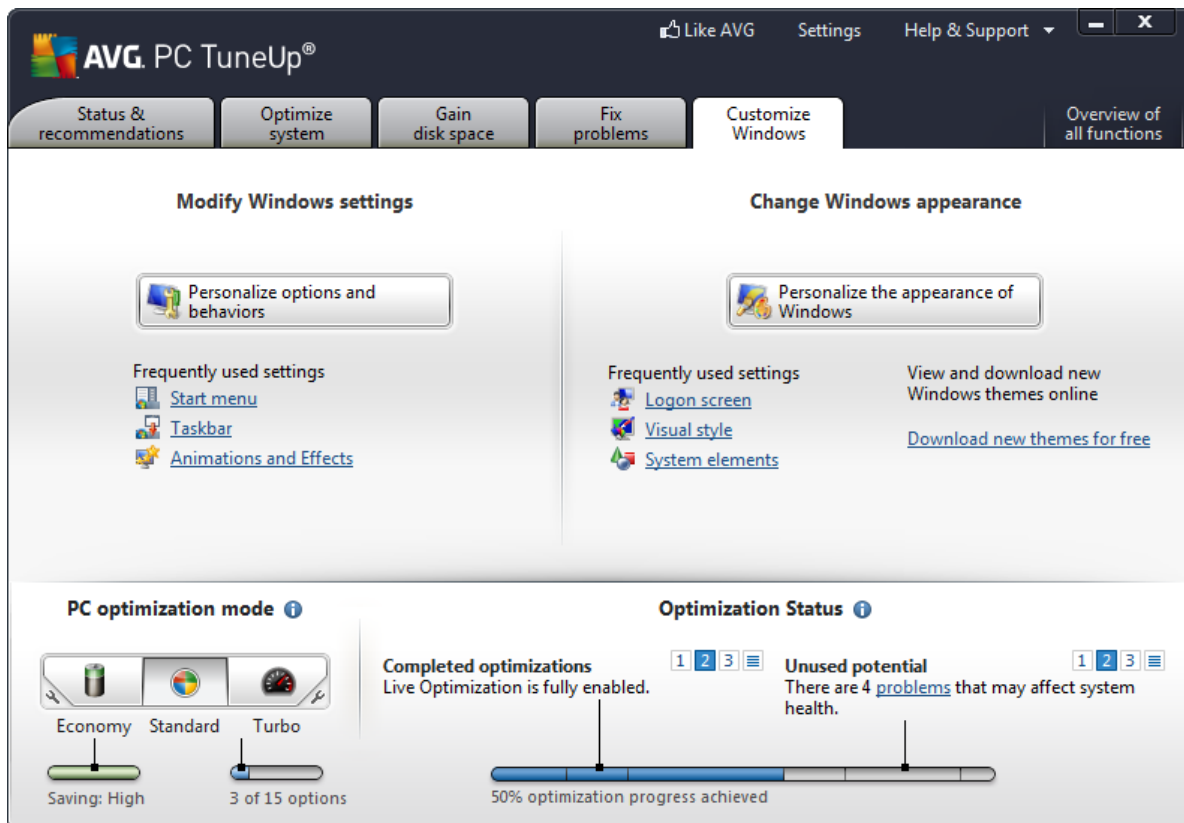 Like AVG Settings Help & Support
AVG. PC TuneUp®
Status &
recommendations
Optimize
system
Gain
disk space
Fix
problems
Customize
Windows
Overview of
all functions
Modify Windows settings
Personalize options and
behaviors
Frequently used settings
Start menu
Taskbar
Animations and Effects
Change Windows appearance
Personalize the appearance of
Windows
Frequently used settings
Logon screen
Visual style
System elements
View and download new
Windows themes online
Download new themes for free
PC optimization mode
Economy Standard Turbo
Saving: High
3 of 15 options
Optimization Status
Completed optimizations
1 2 3
Live Optimization is fully enabled.
Unused potential
1 2 3
There are 4 problems that may affect system
health.
50% optimization progress achieved